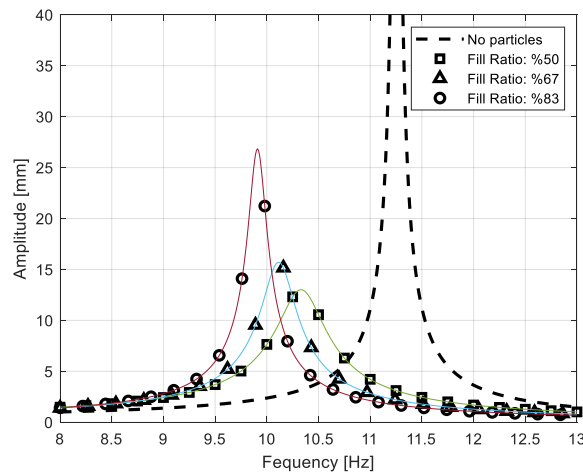 No particles
Fill Ratio: %50
Fill Ratio: %67
Fill Ratio: %83
Amplitude [mm]
40
35
30
25
20
15
10
5
0
8 8.5 9 9.5 10 10.5 11 11.5 12 12.5 13
Fequency [Hz]